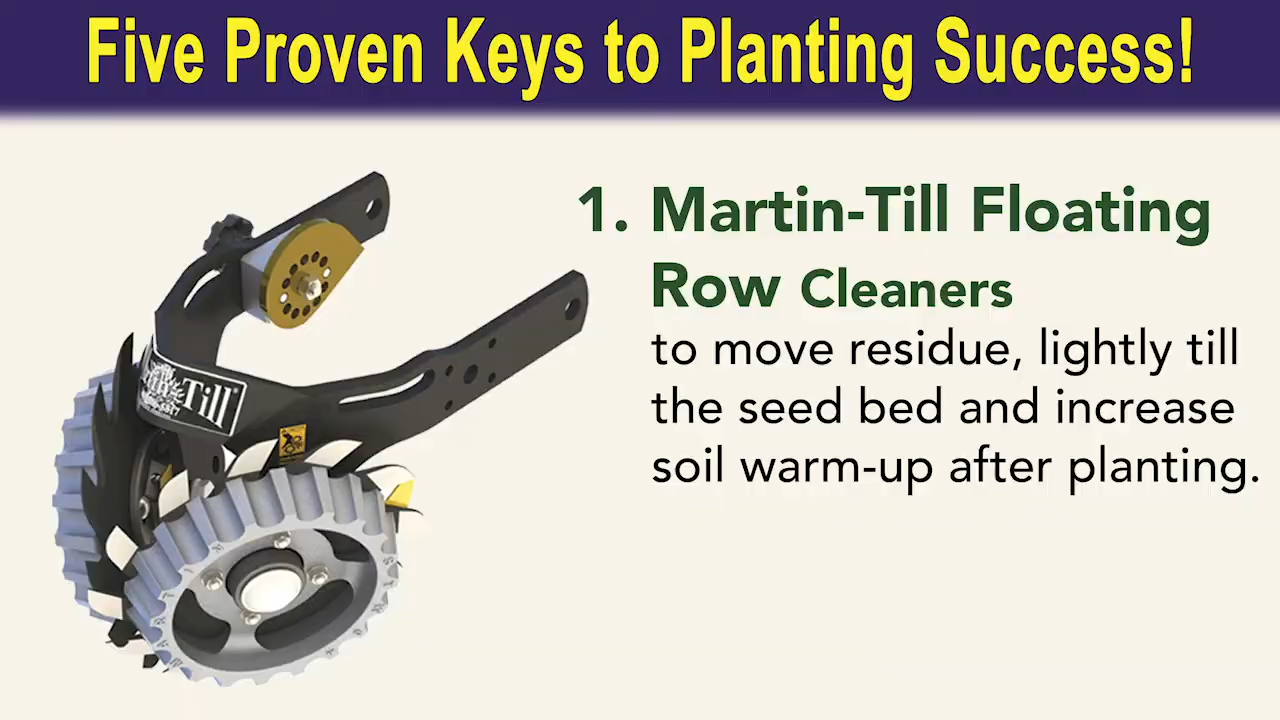 Five Proven Keys to Planting Success!
1. Martin-Till Floating
Row Cleaners
to move residue, lightly till
the seed bed and increase
soil warm-up after planting.
Till